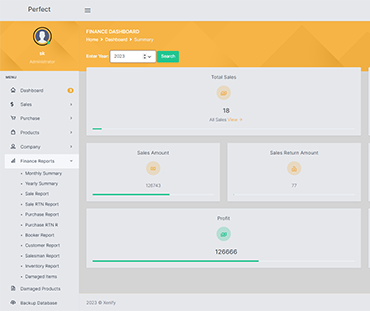 Perfect
FINANCE DASHBOARD
Home > Dashboard > Summary
Enter Year: 2023 Search
Administrator
MENU
Dashboard
Sales
Purchase
Products
Company
Finance Reports
Monthly Summary
Yearly Summary
Sale Report
Sale RTN Report
Purchase Report
Purchase RTN R
Booker Report
Customer Report
Salesman Report
Inventory Report
Damaged Items
Damaged Products
Backup Database
Total Sales
18
All Sales View
Sales Amount
126743
Sales Return Amount
77
Profit
126666
2023 ©